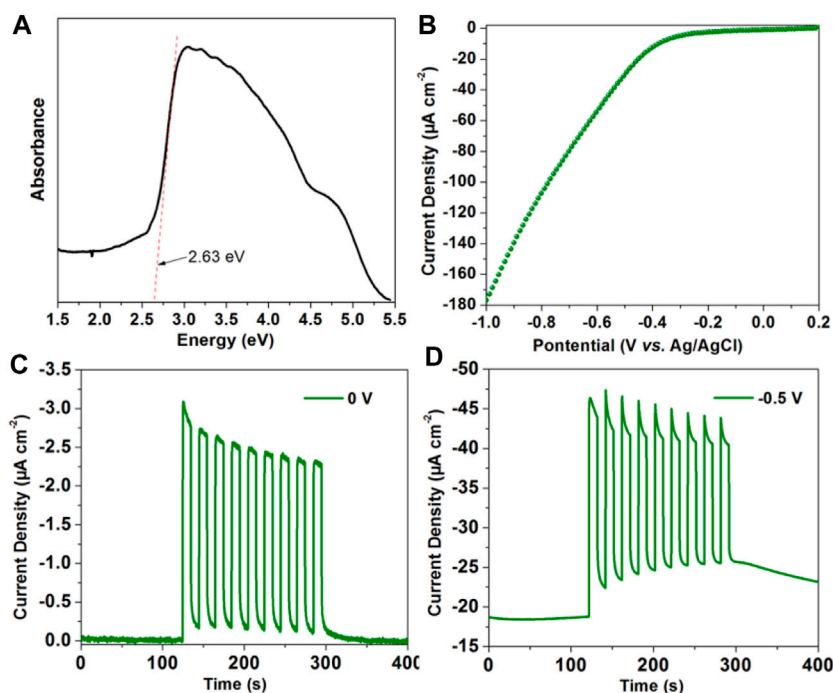 A
Absorbance
2.63 eV
1.5 2.0 2.5 3.0 3.5 4.0 4.5 5.0 5.5
Energy (eV)
B
Current Density (µA cm-2)
0
-20
-40
-60
-80
-100
-120
-140
-160
-180
-1.0 -0.8 -0.6 -0.4 -0.2 0.0 0.2
Pontential (V vs. Ag/AgCl)
C
Current Density (µA cm-2)
-3.5
-3.0
-2.5
-2.0
-1.5
-1.0
-0.5
0.0
0 V
0 100 200 300 400
Time (s)
D
Current Density (µA cm-2)
-50
-45
-40
-35
-30
-25
-20
-15
-0.5 V
0 100 200 300 400
Time (s)